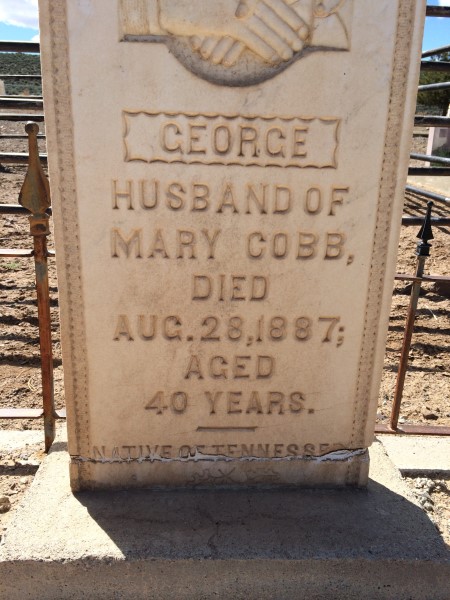 GEORGE
HUSBAND OF
MARY COBB,
DIED
AUG. 28, 1887;
AGED
40 YEARS.
NATIVE OF TENNESSEE